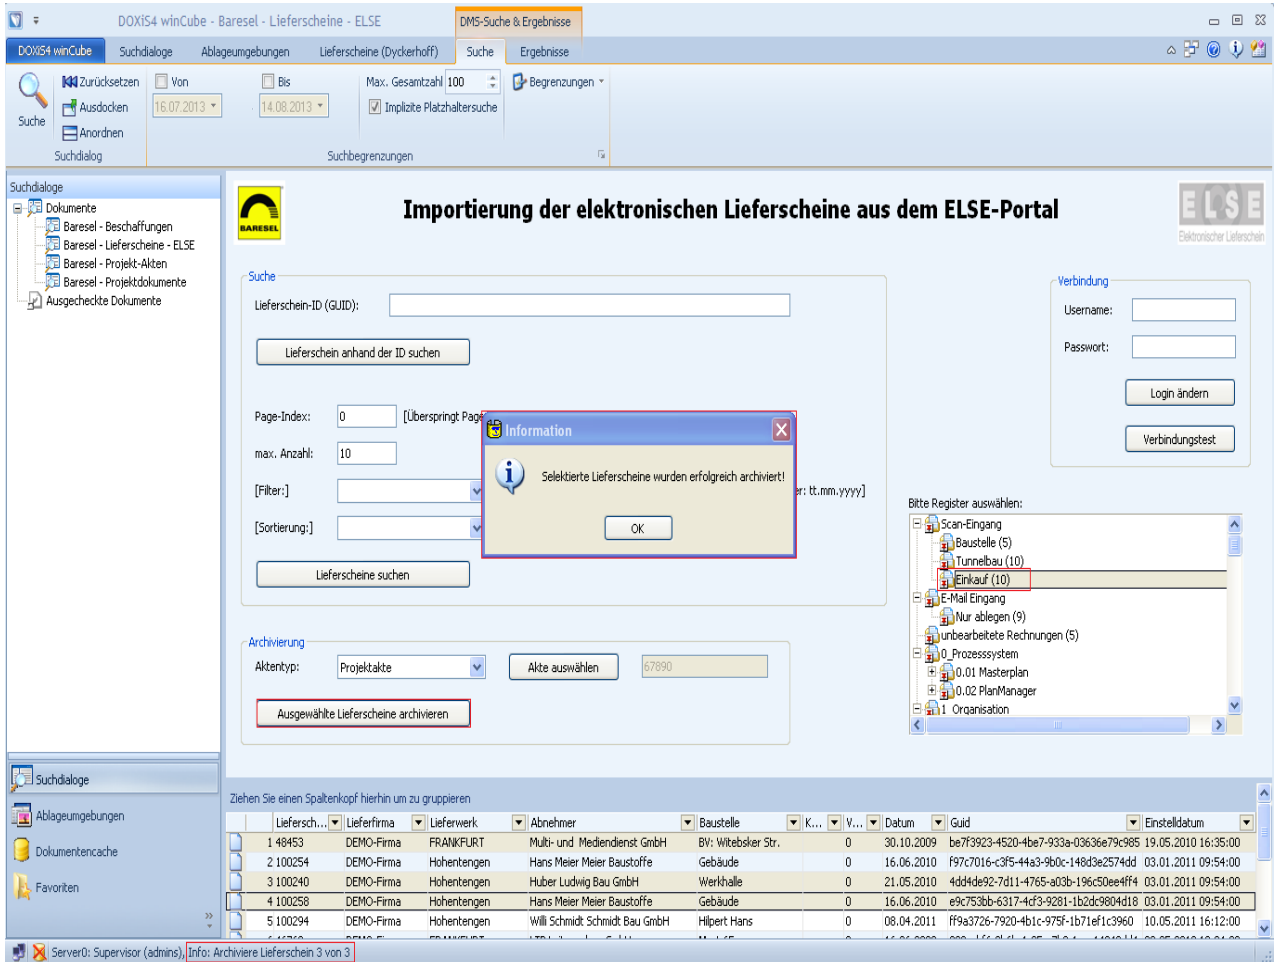 DOXiS4 winCube - Baresel - Lieferscheine - ELSE
DMS-Suche & Ergebnisse
DOXiS4 winCube Suchdialoge Ablageumgebungen Lieferscheine (Dyckerhoff) Suche Ergebnisse
Suche
Zurücksetzen
Ausdocken
Anordnen
Suchdialog
Von
16.07.2013
Bis
14.08.2013
Max. Gesamtzahl 100
Implizite Platzhaltersuche
Begrenzungen
Suchbegrenzungen
Suchdialoge
Dokumente
Baresel - Beschaffungen
Baresel - Lieferscheine - ELSE
Baresel - Projekt-Akten
Baresel - Projektdokumente
Ausgecheckte Dokumente
Suchdialoge
Ablageumgebungen
Dokumentencache
Favoriten
BARESEL
Importierung der elektronischen Lieferscheine aus dem ELSE-Portal
ELSE
Elektronischer Lieferschein
Suche
Lieferschein-ID (GUID):
Lieferschein anhand der ID suchen
Page-Index: 0 [Überspringt Page
max. Anzahl: 10
[Filter:]
er: tt.mm.yyyy]
[Sortierung:]
Lieferscheine suchen
Information
Selektierte Lieferscheine wurden erfolgreich archiviert!
OK
Verbindung
Username:
Passwort:
Login ändern
Verbindungstest
Archivierung
Aktentyp: Projektakte Akte auswählen 67890
Ausgewählte Lieferscheine archivieren
Bitte Register auswählen:
Scan-Eingang
Baustelle (5)
Tunnelbau (10)
Einkauf (10)
E-Mail Eingang
Nur ablegen (9)
unbearbeitete Rechnungen (5)
0_Prozesssystem
0.01 Masterplan
0.02 PlanManager
1 Organisation
Ziehen Sie einen Spaltenkopf hierhin um zu gruppieren
Liefersch... Lieferfirma Lieferwerk Abnehmer Baustelle K... V... Datum Guid Einstelldatum
1 48453 DEMO-Firma FRANKFURT Multi- und Mediendienst GmbH BV: Witebsker Str. 0 30.10.2009 be7f3923-4520-4be7-933a-03636e79c985 19.05.2010 16:35:00
2 100254 DEMO-Firma Hohentengen Hans Meier Meier Baustoffe Gebäude 0 16.06.2010 f97c7016-c3f5-44a3-9b0c-148d3e2574dd 03.01.2011 09:54:00
3 100240 DEMO-Firma Hohentengen Huber Ludwig Bau GmbH Werkhalle 0 21.05.2010 4dd4de92-7d11-4765-a03b-196c50ee4ff4 03.01.2011 09:54:00
4 100258 DEMO-Firma Hohentengen Hans Meier Meier Baustoffe Gebäude 0 16.06.2010 e9c753bb-6317-4cf3-9281-1b2dc9804d18 03.01.2011 09:54:00
5 100294 DEMO-Firma Hohentengen Willi Schmidt Schmidt Bau GmbH Hilpert Hans 0 08.04.2011 ff9a3726-7920-4b1c-975f-1b71ef1c3960 10.05.2011 16:12:00
Server0: Supervisor (admins), Info: Archiviere Lieferschein 3 von 3